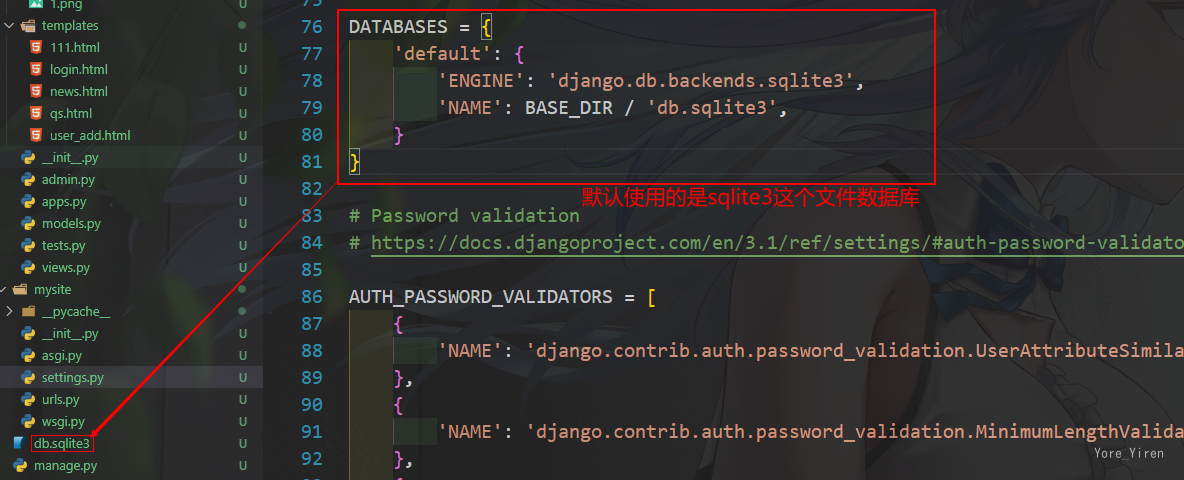 1.png U
templates
111.html U
login.html U
news.html U
qs.html U
user_add.html U
__init__.py U
admin.py U
apps.py U
models.py U
tests.py U
views.py U
mysite
__pycache__
__init__.py U
asgi.py U
settings.py U
urls.py U
wsgi.py U
db.sqlite3 U
manage.py U
75
76 DATABASES = {
77 'default': {
78 'ENGINE': 'django.db.backends.sqlite3',
79 'NAME': BASE_DIR / 'db.sqlite3',
80 }
81 }
82
默认使用的是sqlite3这个文件数据库
83 # Password validation
84 # https://docs.djangoproject.com/en/3.1/ref/settings/#auth-password-validato
85
86 AUTH_PASSWORD_VALIDATORS = [
87 {
88 'NAME': 'django.contrib.auth.password_validation.UserAttributeSimila
89 },
90 {
91 'NAME': 'django.contrib.auth.password_validation.MinimumLengthValida
92 },
Yore_Yiren